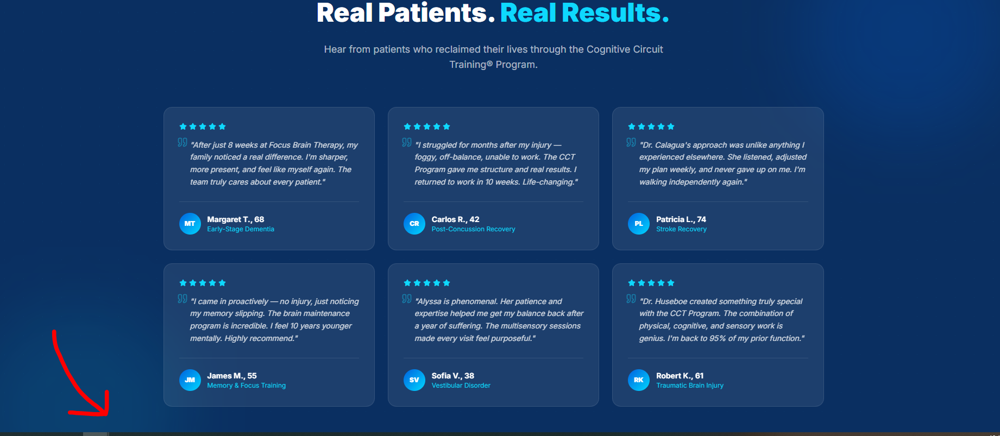 Real Patients. Real Results.
Hear from patients who reclaimed their lives through the Cognitive Circuit
Training® Program.
"After just 8 weeks at Focus Brain Therapy, my
family noticed a real difference. I'm sharper,
more present, and feel like myself again. The
team truly cares about every patient."
MT
Margaret T., 68
Early-Stage Dementia
"I struggled for months after my injury —
foggy, off-balance, unable to work. The CCT
Program gave me structure and real results. I
returned to work in 10 weeks. Life-changing."
CR
Carlos R., 42
Post-Concussion Recovery
"Dr. Calagua's approach was unlike anything I
experienced elsewhere. She listened, adjusted
my plan weekly, and never gave up on me. I'm
walking independently again."
PL
Patricia L., 74
Stroke Recovery
"I came in proactively — no injury, just noticing
my memory slipping. The brain maintenance
program is incredible. I feel 10 years younger
mentally. Highly recommend."
JM
James M., 55
Memory & Focus Training
"Alyssa is phenomenal. Her patience and
expertise helped me get my balance back after
a year of suffering. The multisensory sessions
made every visit feel purposeful."
SV
Sofia V., 38
Vestibular Disorder
"Dr. Huseboe created something truly special
with the CCT Program. The combination of
physical, cognitive, and sensory work is
genius. I'm back to 95% of my prior function."
RK
Robert K., 61
Traumatic Brain Injury